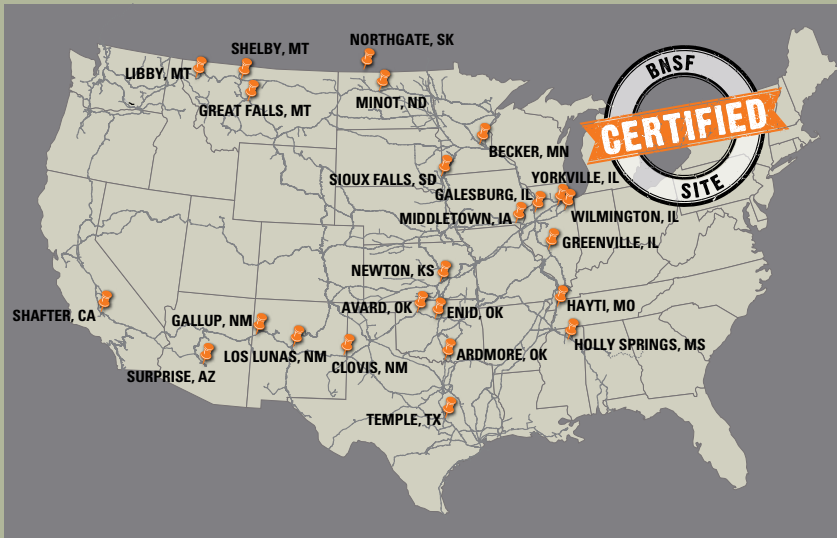 NORTHGATE, SK
SHELBY, MT
LIBBY, MT
GREAT FALLS, MT
MINOT, ND
BNSF
CERTIFIED
SITE
BECKER, MN
SIOUX FALLS, SD
YORKVILLE, IL
GALESBURG, IL
MIDDLETOWN, IA
WILMINGTON, IL
GREENVILLE, IL
NEWTON, KS
AVARD, OK
ENID, OK
HAYTI, MO
SHAFTER, CA
GALLUP, NM
LOS LUNAS, NM
CLOVIS, NM
ARDMORE, OK
HOLLY SPRINGS, MS
SURPRISE, AZ
TEMPLE, TX